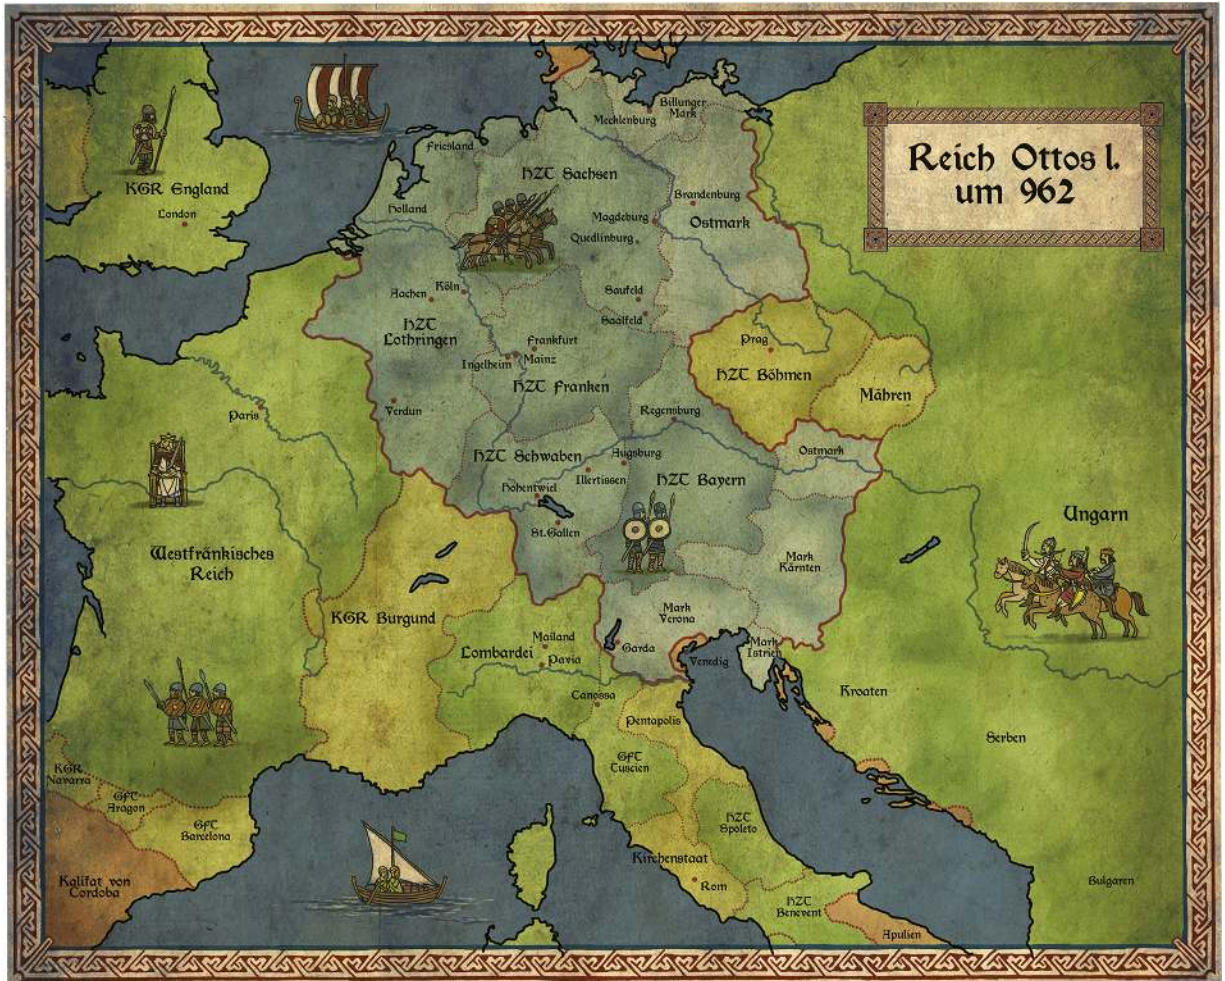 Reich Ottos I.
um 962
Billunger
Mark
Mecklenburg
Friesland
HZT Sachsen
KGR England
London
Holland
Brandenburg
Magdeburg
Ostmark
Quedlinburg
Aachen
Köln
Saufeld
Saalfeld
HZT
Lothringen
Frankfurt
Mainz
Ingelheim
Prag
HZT Franken
HZT Böhmen
Mähren
Verdun
Paris
Regensburg
HZT Schwaben
Augsburg
Ostmark
Illertissen
HZT Bayern
Hohentwiel
St.Gallen
Ungarn
Westfränkisches
Reich
Mark
Kärnten
KGR Burgund
Mark
Verona
Mailand
Lombardei
Pavia
Garda
Venedig
Mark
Istrien
Canossa
Kroaten
Pentapolis
Serben
GFT
Tuscien
KGR
Navarra
GFT
Aragon
GFT
Barcelona
HZT
Spoleto
Kirchenstaat
Rom
Kalifat von
Cordoba
Bulgaren
HZT
Benevent
Apulien